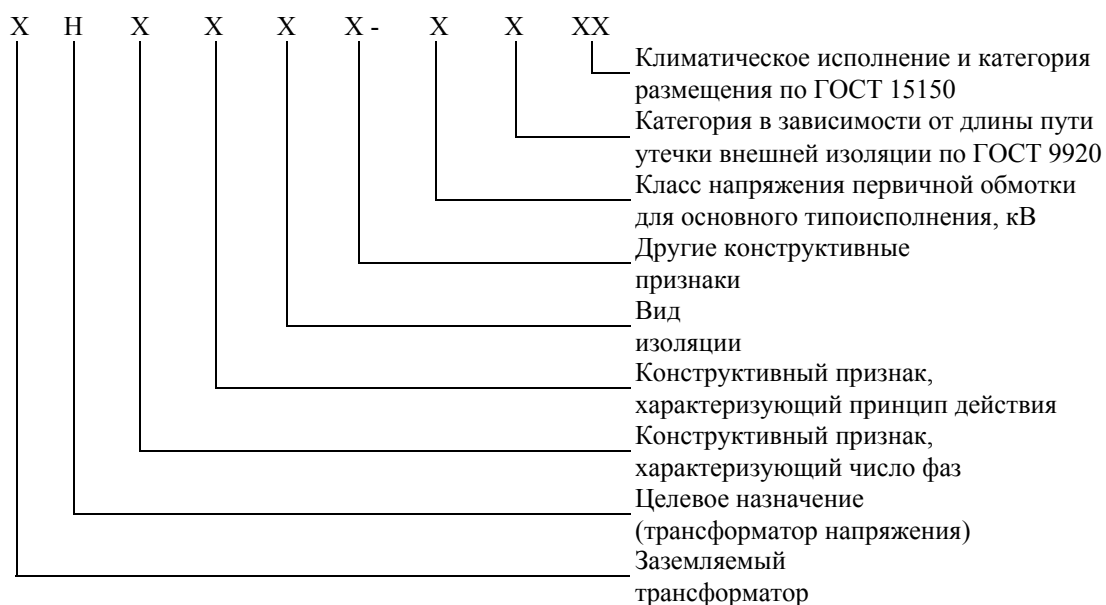 Х Н Х Х Х Х - Х Х ХХ
Климатическое исполнение и категория
размещения по ГОСТ 15150
Категория в зависимости от длины пути
утечки внешней изоляции по ГОСТ 9920
Класс напряжения первичной обмотки
для основного типоисполнения, кВ
Другие конструктивные
признаки
Вид
изоляции
Конструктивный признак,
характеризующий принцип действия
Конструктивный признак,
характеризующий число фаз
Целевое назначение
(трансформатор напряжения)
Заземляемый
трансформатор